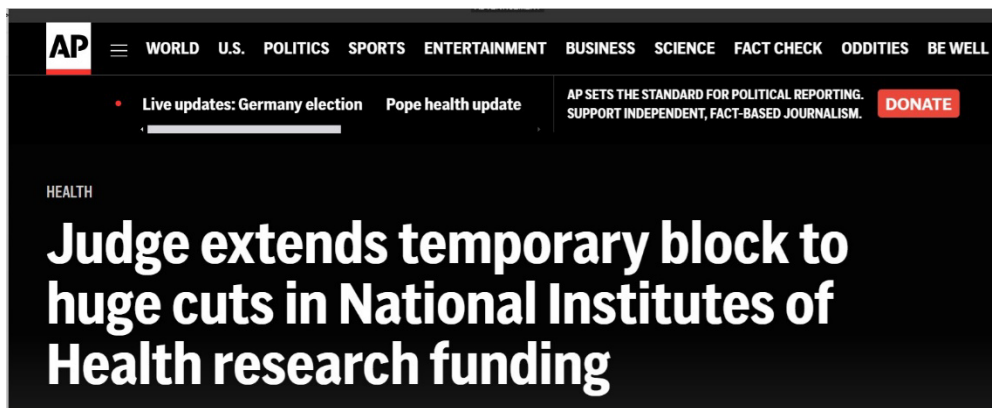 AP
WORLD U.S. POLITICS SPORTS ENTERTAINMENT BUSINESS SCIENCE FACT CHECK ODDITIES BE WELL
Live updates: Germany election Pope health update
AP SETS THE STANDARD FOR POLITICAL REPORTING.
SUPPORT INDEPENDENT, FACT-BASED JOURNALISM.
DONATE
HEALTH
Judge extends temporary block to
huge cuts in National Institutes of
Health research funding